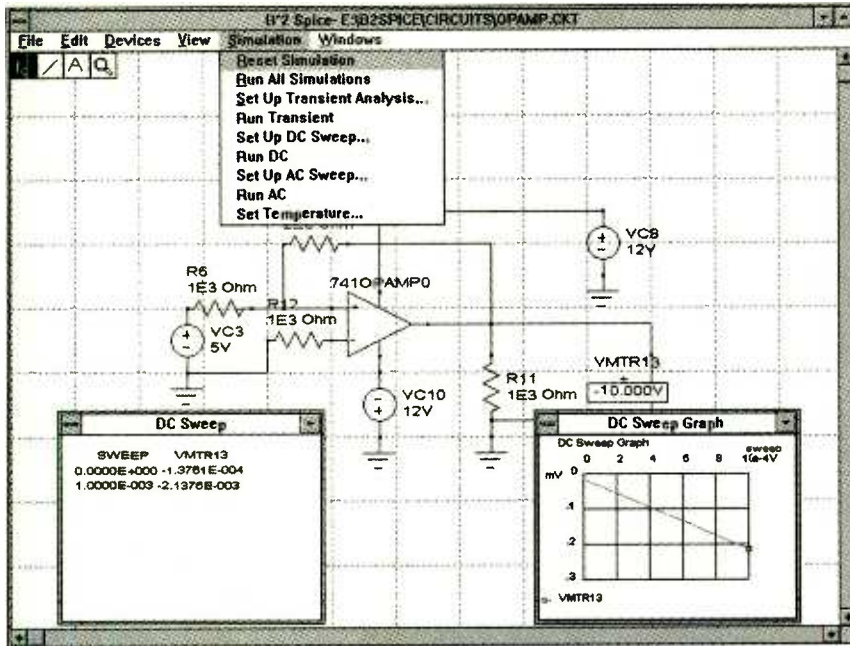 B^2 Spice- E:\B2SPICE\CIRCUITS\OPAMP.CKT
File Edit Devices View Simulation Windows
A
Reset Simulation
Run All Simulations
Set Up Transient Analysis...
Run Transient
Set Up DC Sweep...
Run DC
Set Up AC Sweep...
Run AC
Set Temperature...
VC8
12V
R6
1E3 Ohm
741OPAMP0
R12
1E3 Ohm
VC3
5V
VC10
12V
R11
1E3 Ohm
VMTR13
-10.000V
DC Sweep
SWEEP VMTR13
0.0000E+000 -1.3761E-004
1.0000E-003 -2.1376E-003
DC Sweep Graph
DC Sweep Graph
sweep
0 2 4 6 8 10e-4V
mV 0
.1
.2
.3
VMTR13